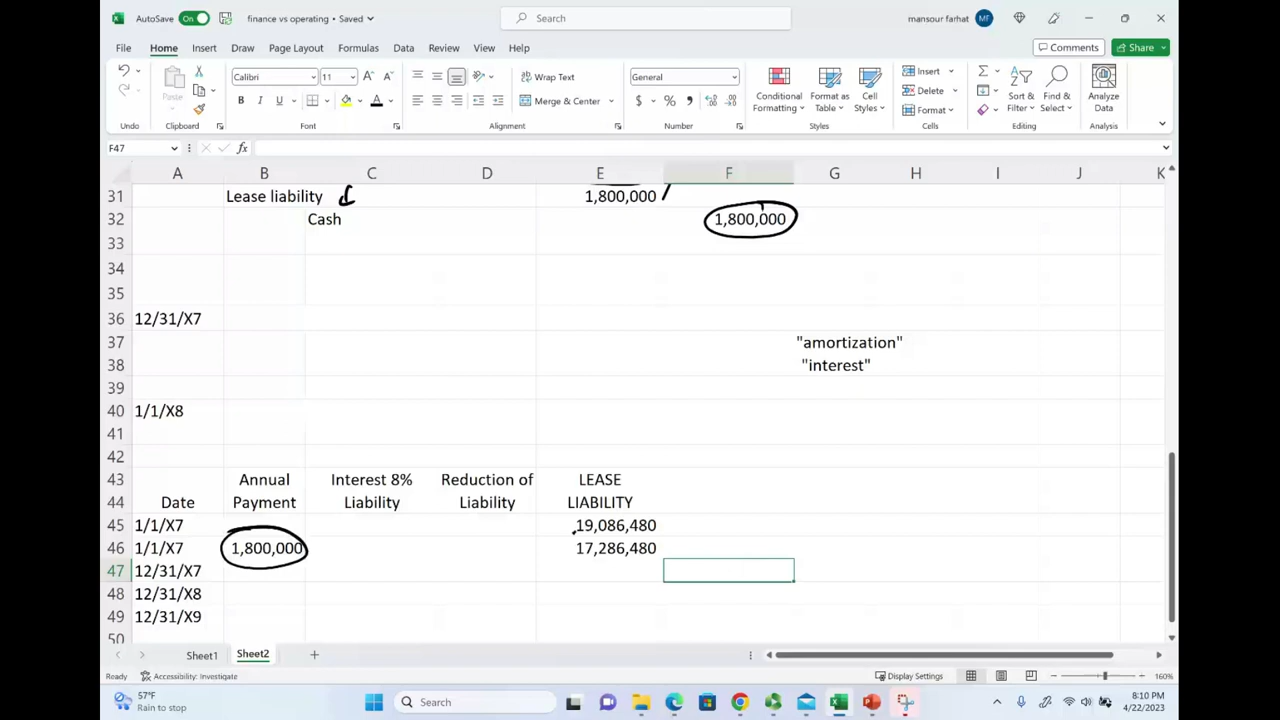 AutoSave On finance vs operating • Saved Search mansour farhat MF
File Home Insert Draw Page Layout Formulas Data Review View Help Comments Share
Calibri 11 Wrap Text General Insert
Paste B I U Merge & Center $ % Conditional Formatting Format as Table Cell Styles Delete Format Sort & Filter Find & Select Analyze Data
Undo Clipboard Font Alignment Number Styles Cells Editing Analysis
F47 fx
A B C D E F G H I J K
31 Lease liability 1,800,000
32 Cash 1,800,000
33
34
35
36 12/31/X7
37 "amortization"
38 "interest"
39
40 1/1/X8
41
42
43 Annual Interest 8% Reduction of LEASE
44 Date Payment Liability Liability LIABILITY
45 1/1/X7 19,086,480
46 1/1/X7 1,800,000 17,286,480
47 12/31/X7
48 12/31/X8
49 12/31/X9
50
Sheet1 Sheet2
Ready Accessibility: Investigate Display Settings 160%
57°F Rain to stop Search 8:10 PM 4/22/2023